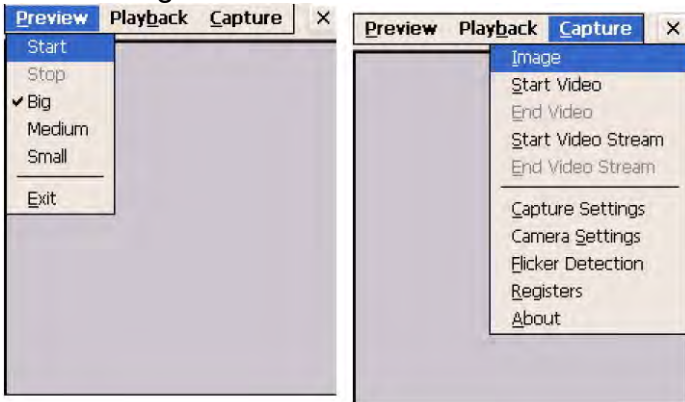 Preview Playback Capture ×
Start
Stop
✔ Big
Medium
Small
Exit
Preview Playback Capture ×
Image
Start Video
End Video
Start Video Stream
End Video Stream
Capture Settings
Camera Settings
Flicker Detection
Registers
About